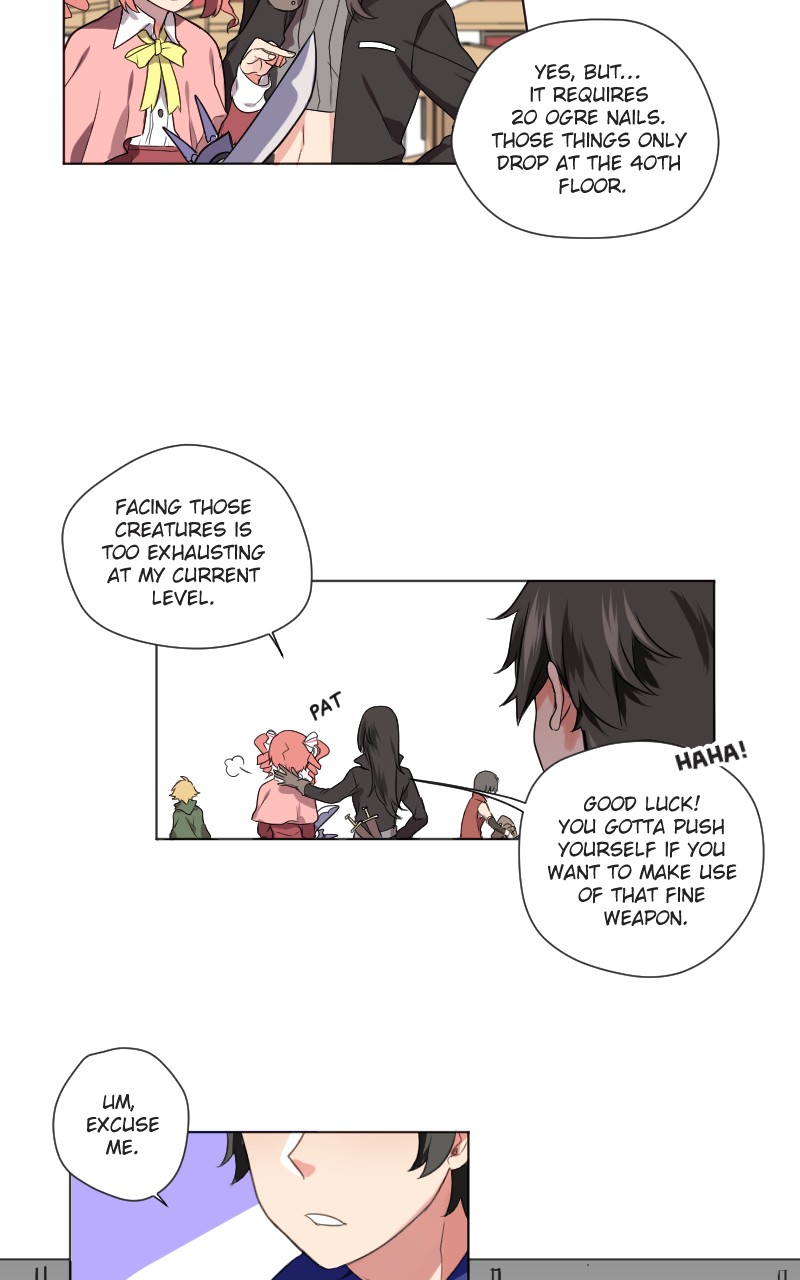 YES, BUT...
IT REQUIRES
20 OGRE NAILS.
THOSE THINGS ONLY
DROP AT THE 40TH
FLOOR.
FACING THOSE
CREATURES IS
TOO EXHAUSTING
AT MY CURRENT
LEVEL.
PAT
HAHA!
GOOD LUCK!
YOU GOTTA PUSH
YOURSELF IF YOU
WANT TO MAKE USE
OF THAT FINE
WEAPON.
UM,
EXCUSE
ME.